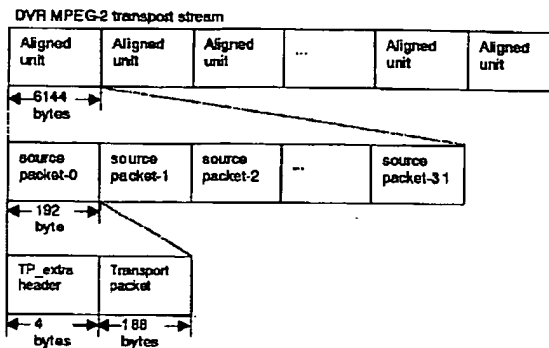 DVR MPEG-2 transport stream
Aligned unit
Aligned unit
Aligned unit
...
Aligned unit
Aligned unit
6144 bytes
source packet-0
source packet-1
source packet-2
...
source packet-31
192 byte
TP_extra header
Transport packet
4 bytes
188 bytes